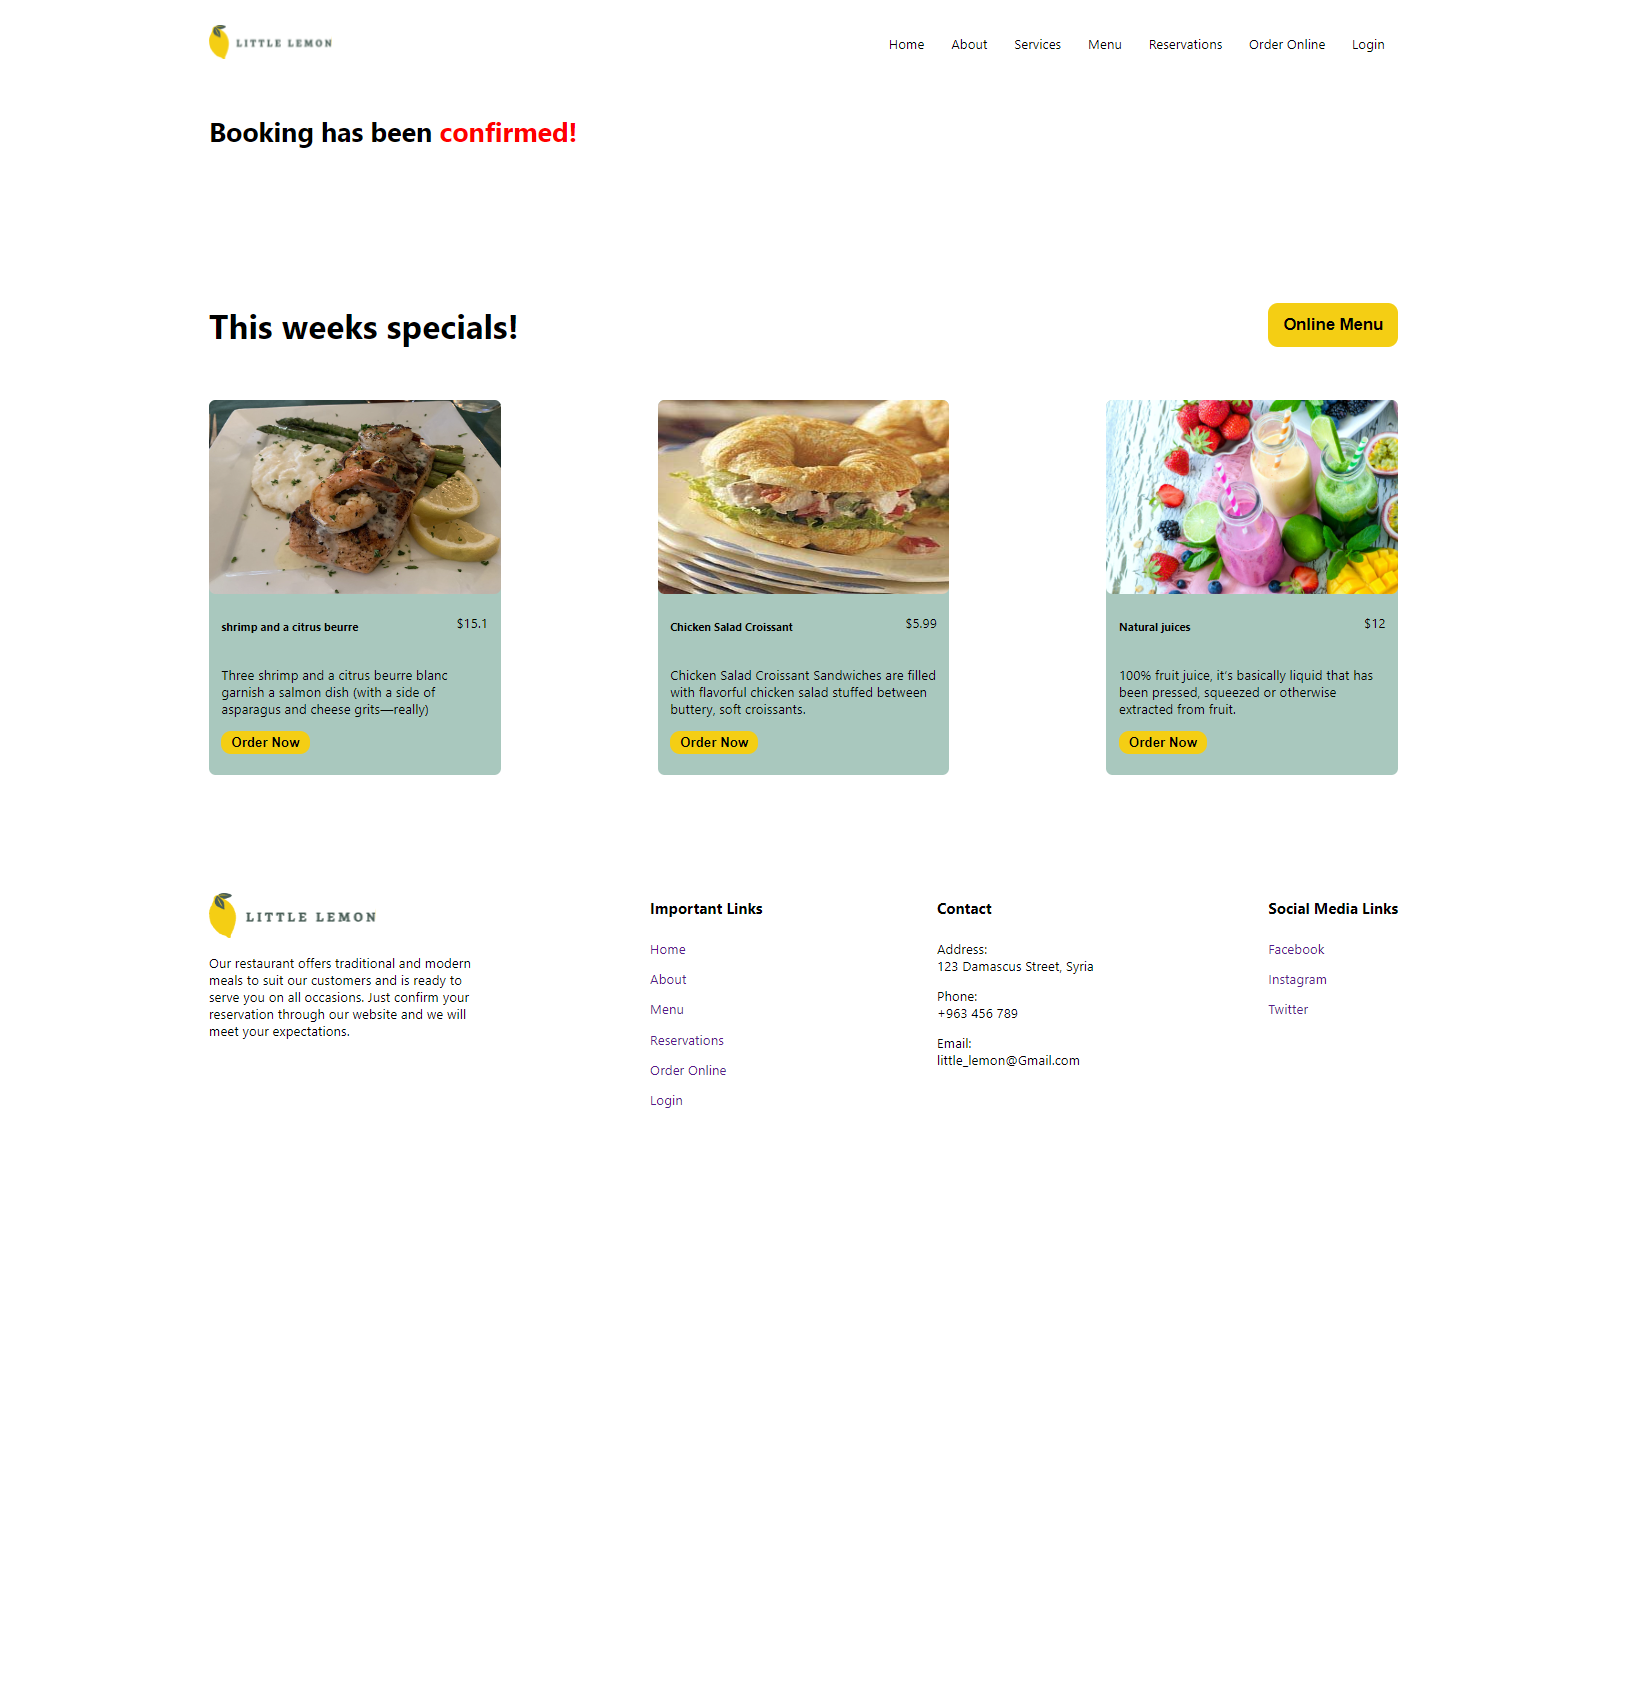 LITTLE LEMON
Home About Services Menu Reservations Order Online Login
Booking has been confirmed!
This weeks specials!
Online Menu
shrimp and a citrus beurre $15.1
Three shrimp and a citrus beurre blanc
garnish a salmon dish (with a side of
asparagus and cheese grits—really)
Order Now
Chicken Salad Croissant $5.99
Chicken Salad Croissant Sandwiches are filled
with flavorful chicken salad stuffed between
buttery, soft croissants.
Order Now
Natural juices $12
100% fruit juice, it’s basically liquid that has
been pressed, squeezed or otherwise
extracted from fruit.
Order Now
LITTLE LEMON
Our restaurant offers traditional and modern
meals to suit our customers and is ready to
serve you on all occasions. Just confirm your
reservation through our website and we will
meet your expectations.
Important Links
Home
About
Menu
Reservations
Order Online
Login
Contact
Address:
123 Damascus Street, Syria
Phone:
+963 456 789
Email:
little_lemon@Gmail.com
Social Media Links
Facebook
Instagram
Twitter